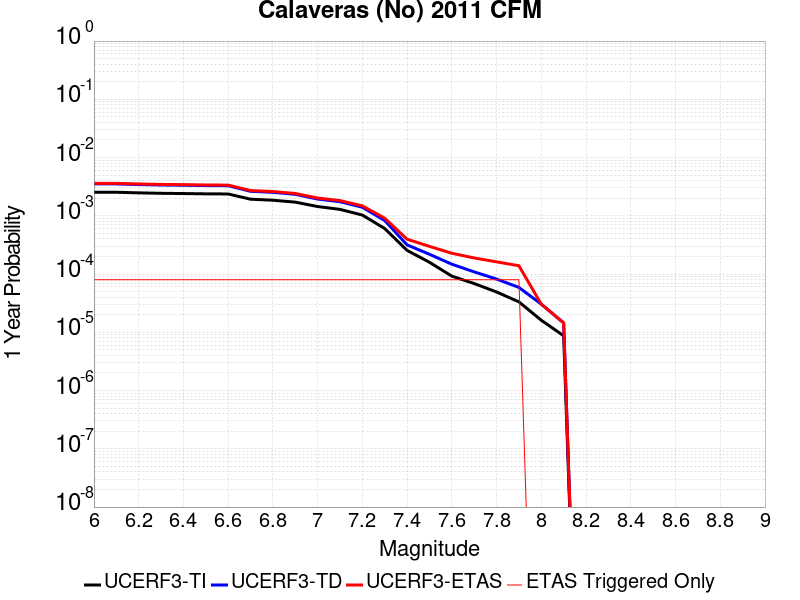 Calaveras (No) 2011 CFM
10^0
10^-1
10^-2
10^-3
10^-4
10^-5
10^-6
10^-7
10^-8
1 Year Probability
6 6.2 6.4 6.6 6.8 7 7.2 7.4 7.6 7.8 8 8.2 8.4 8.6 8.8 9
Magnitude
UCERF3-TI UCERF3-TD UCERF3-ETAS ETAS Triggered Only